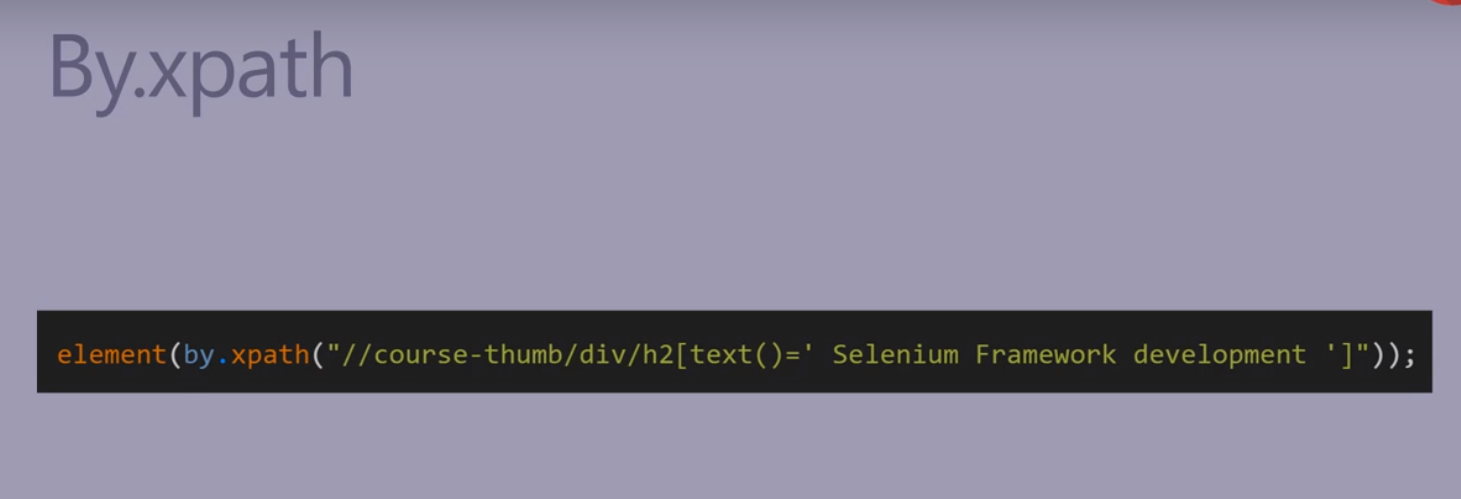 By.xpath
element(by.xpath("//course-thumb/div/h2[text()=' Selenium Framework development ']"));